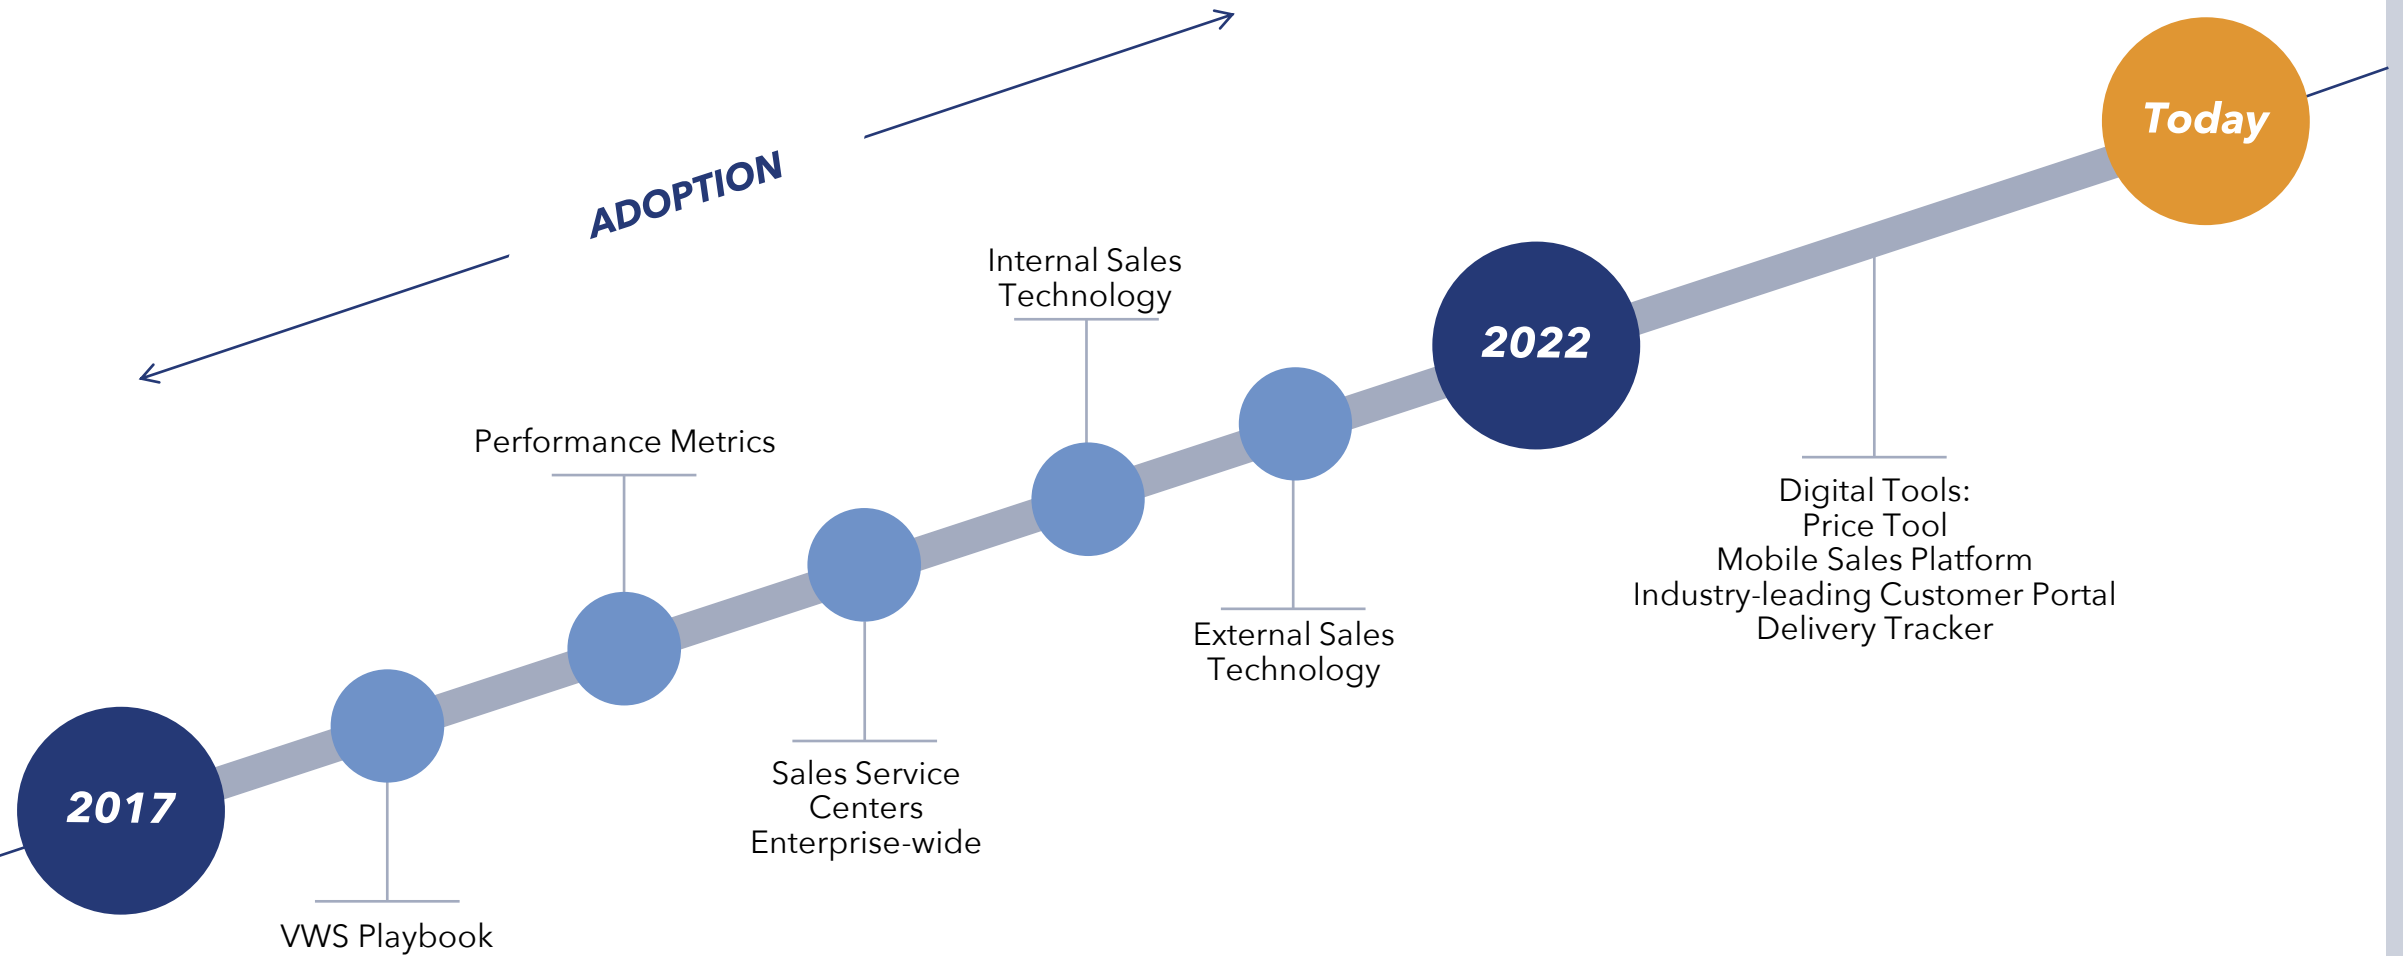 ADOPTION
2017
VWS Playbook
Performance Metrics
Sales Service
Centers
Enterprise-wide
Internal Sales
Technology
External Sales
Technology
2022
Digital Tools:
Price Tool
Mobile Sales Platform
Industry-leading Customer Portal
Delivery Tracker
Today